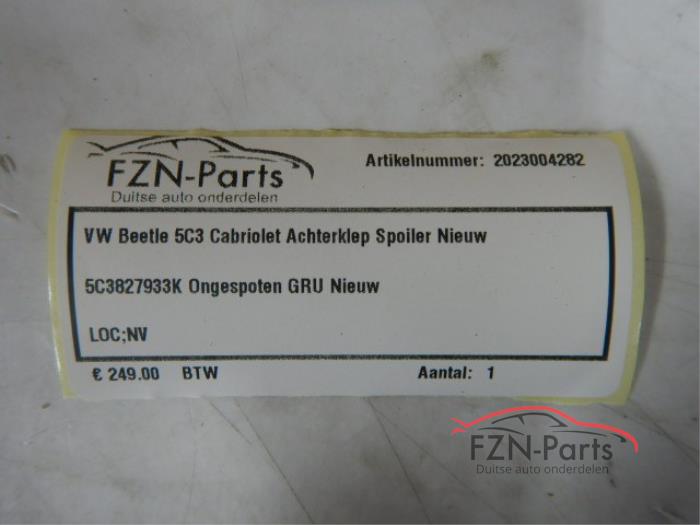 FZN-Parts
Duitse auto onderdelen
Artikelnummer: 2023004282
VW Beetle 5C3 Cabriolet Achterklep Spoiler Nieuw
5C3827933K Ongespoten GRU Nieuw
LOC;NV
€ 249.00 BTW Aantal: 1
FZN-Parts
Duitse auto onderdelen